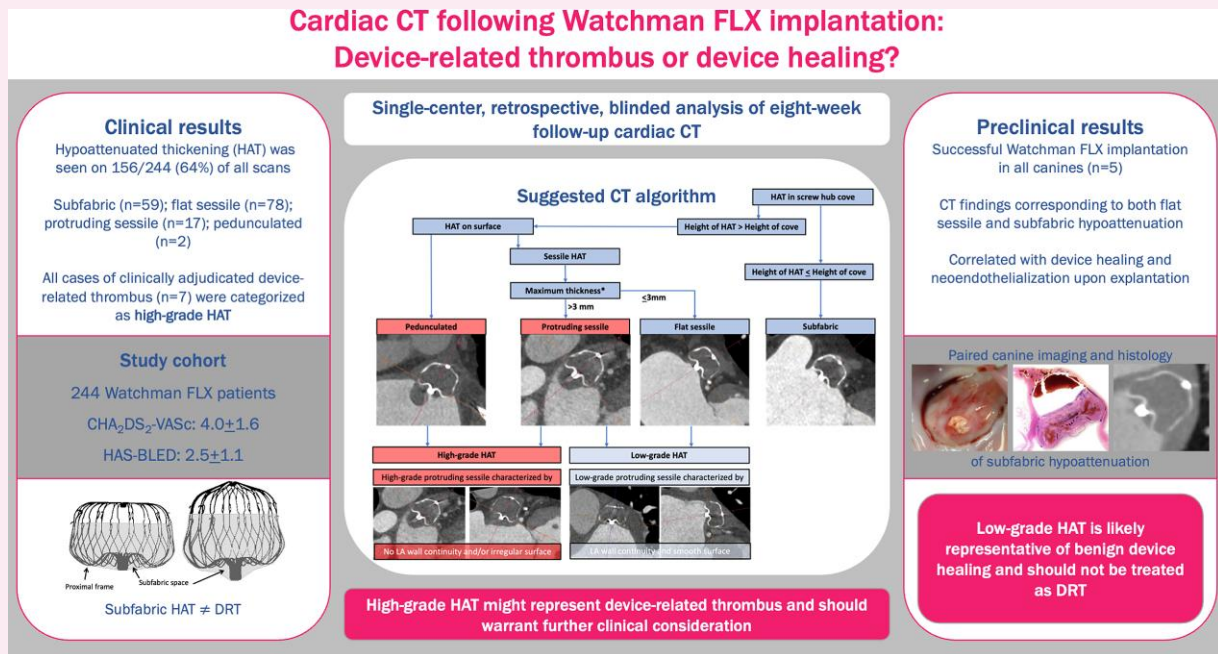 Cardiac CT following Watchman FLX implantation:
Device-related thrombus or device healing?
Clinical results
Hypoattenuated thickening (HAT) was
seen on 156/244 (64%) of all scans
Subfabric (n=59); flat sessile (n=78);
protruding sessile (n=17); pedunculated
(n=2)
All cases of clinically adjudicated device-
related thrombus (n=7) were categorized
as high-grade HAT
Study cohort
244 Watchman FLX patients
CHA₂DS₂-VASc: 4.0±1.6
HAS-BLED: 2.5±1.1
Proximal frame
Subfabric space
Subfabric HAT ≠ DRT
Single-center, retrospective, blinded analysis of eight-week
follow-up cardiac CT
Suggested CT algorithm
HAT in screw hub cove
HAT on surface
Height of HAT > Height of cove
Sessile HAT
Height of HAT ≤ Height of cove
Maximum thickness*
>3 mm
≤3mm
Pedunculated
Protruding sessile
Flat sessile
Subfabric
High-grade HAT
Low-grade HAT
High-grade protruding sessile characterized by
Low-grade protruding sessile characterized by
No LA wall continuity and/or irregular surface
LA wall continuity and smooth surface
High-grade HAT might represent device-related thrombus and should
warrant further clinical consideration
Preclinical results
Successful Watchman FLX implantation
in all canines (n=5)
CT findings corresponding to both flat
sessile and subfabric hypoattenuation
Correlated with device healing and
neoendothelialization upon explantation
Paired canine imaging and histology
of subfabric hypoattenuation
Low-grade HAT is likely
representative of benign device
healing and should not be treated
as DRT